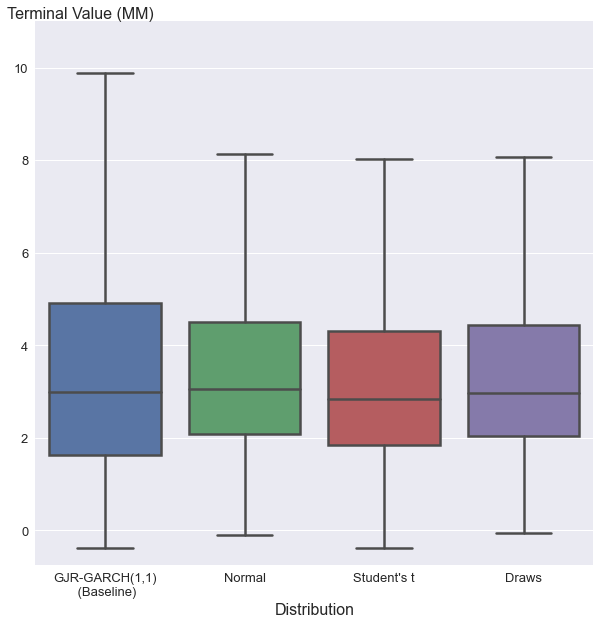 Terminal Value (MM)
10
8
6
4
2
0
GJR-GARCH(1,1)
(Baseline)
Normal
Student's t
Draws
Distribution